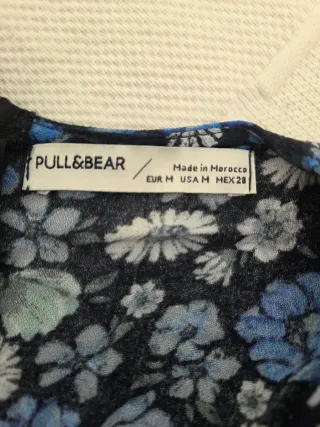 PULL&BEAR
Made in Morocco
EUR M USA M MEX 28